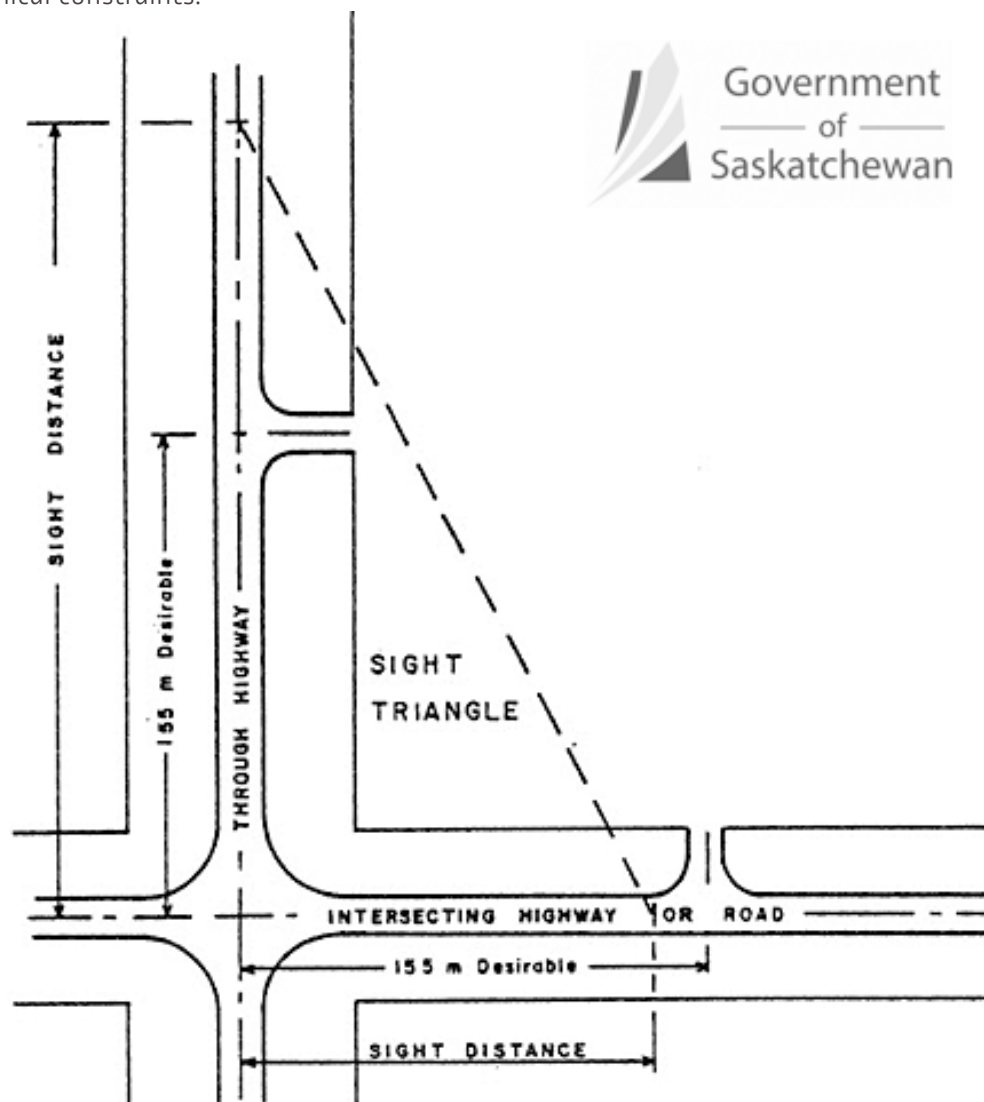 Government
of
Saskatchewan
SIGHT DISTANCE
155 m Desirable
THROUGH HIGHWAY
SIGHT
TRIANGLE
INTERSECTING HIGHWAY OR ROAD
155 m Desirable
SIGHT DISTANCE